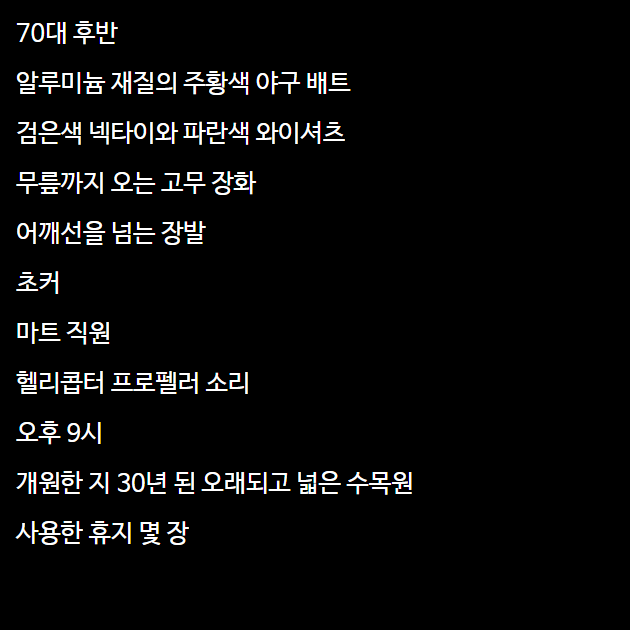 70대 후반
알루미늄 재질의 주황색 야구 배트
검은색 넥타이와 파란색 와이셔츠
무릎까지 오는 고무 장화
어깨선을 넘는 장발
초커
마트 직원
헬리콥터 프로펠러 소리
오후 9시
개원한 지 30년 된 오래되고 넓은 수목원
사용한 휴지 몇 장